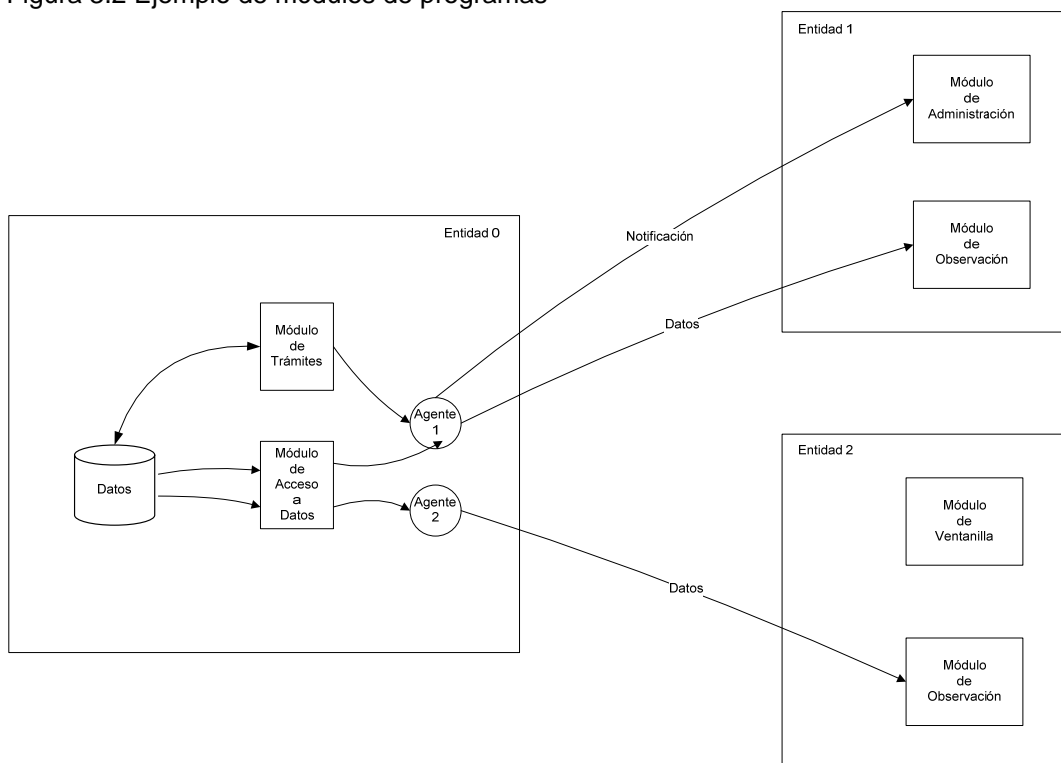 Figura 3.2 Ejemplo de módulos de programas
Entidad 1
Módulo
de
Administración
Notificación
Módulo
de
Observación
Datos
Entidad 0
Módulo
de
Trámites
Agente
1
Datos
Módulo
de
Acceso
a
Datos
Agente
2
Datos
Entidad 2
Módulo
de
Ventanilla
Módulo
de
Observación